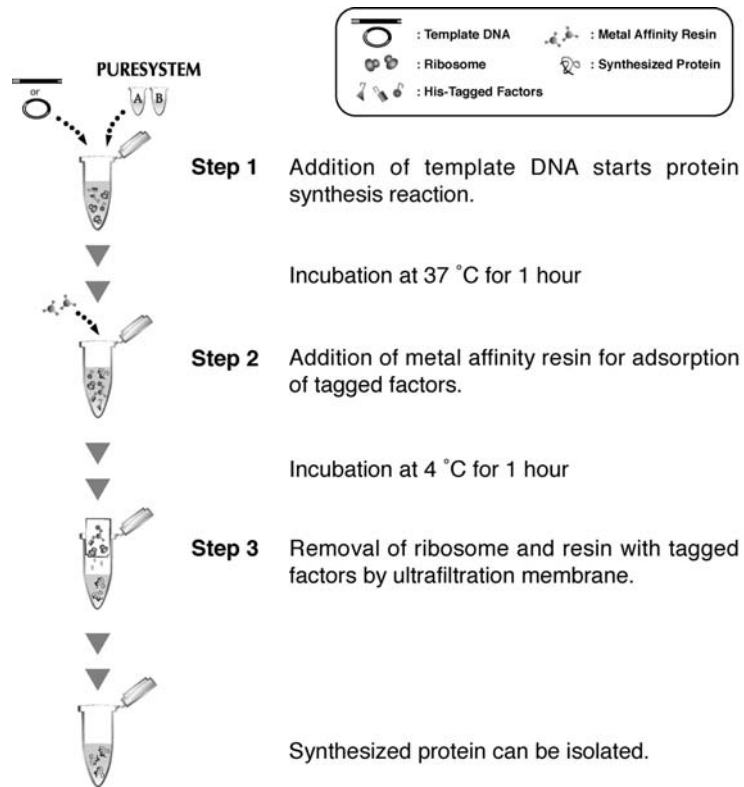 : Template DNA
: Metal Affinity Resin
: Ribosome
: Synthesized Protein
: His-Tagged Factors
PURESYSTEM
or
A B
Step 1 Addition of template DNA starts protein
synthesis reaction.
Incubation at 37 °C for 1 hour
Step 2 Addition of metal affinity resin for adsorption
of tagged factors.
Incubation at 4 °C for 1 hour
Step 3 Removal of ribosome and resin with tagged
factors by ultrafiltration membrane.
Synthesized protein can be isolated.